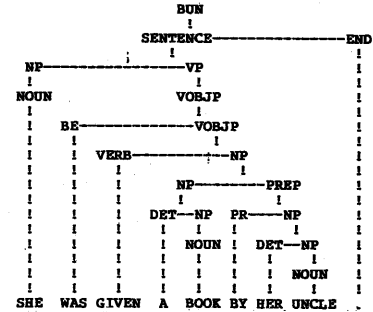 BUN
SENTENCE END
NP VP
NOUN VOBJP
BE VOBJP
VERB NP
NP PREP
DET NP PR NP
NOUN DET NP
NOUN
SHE WAS GIVEN A BOOK BY HER UNCLE .